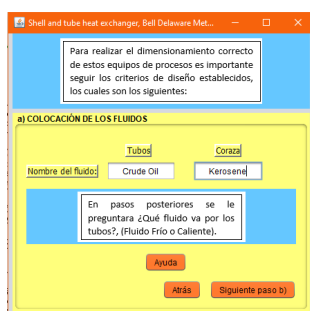 Shell and tube heat exchanger, Bell Delaware Met...
Para realizar el dimensionamiento correcto
de estos equipos de procesos es importante
seguir los criterios de diseño establecidos,
los cuales son los siguientes:
a) COLOCACIÓN DE LOS FLUIDOS
Tubos Coraza
Nombre del fluido: Crude Oil Kerosene
En pasos posteriores se le
preguntara ¿Qué fluido va por los
tubos?, (Fluido Frío o Caliente).
Ayuda
Atrás Siguiente paso b)